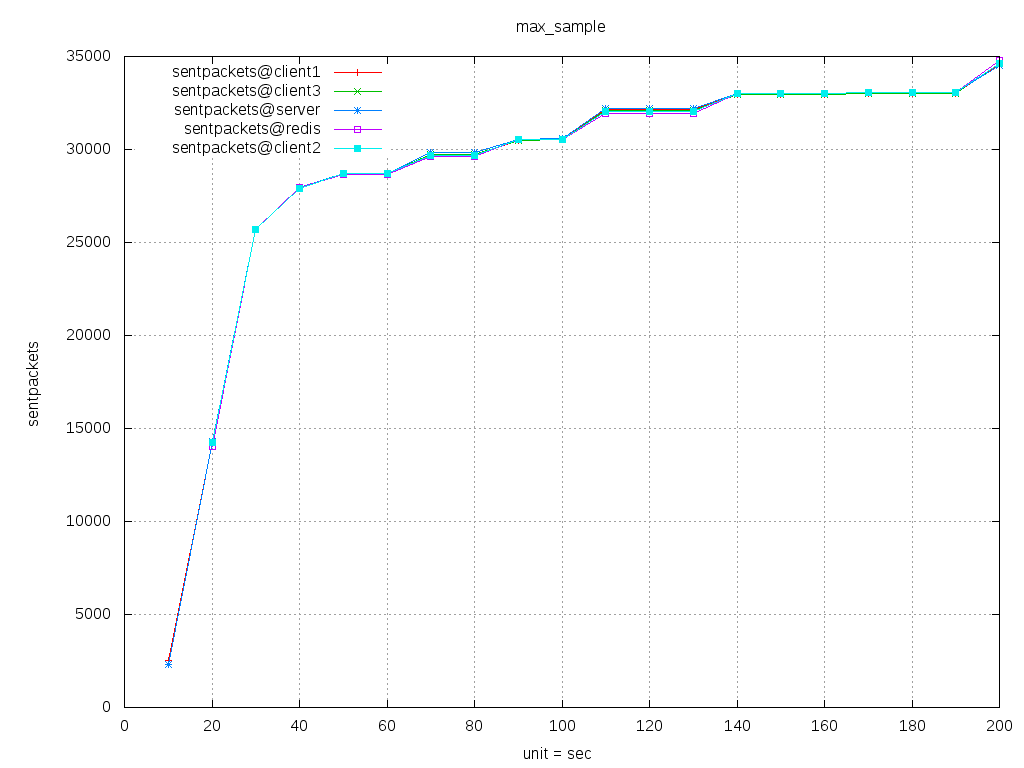 max_sample
35000
30000
25000
20000
15000
10000
5000
0
sentpackets
sentpackets@client1
sentpackets@client3
sentpackets@server
sentpackets@redis
sentpackets@client2
0 20 40 60 80 100 120 140 160 180 200
unit = sec